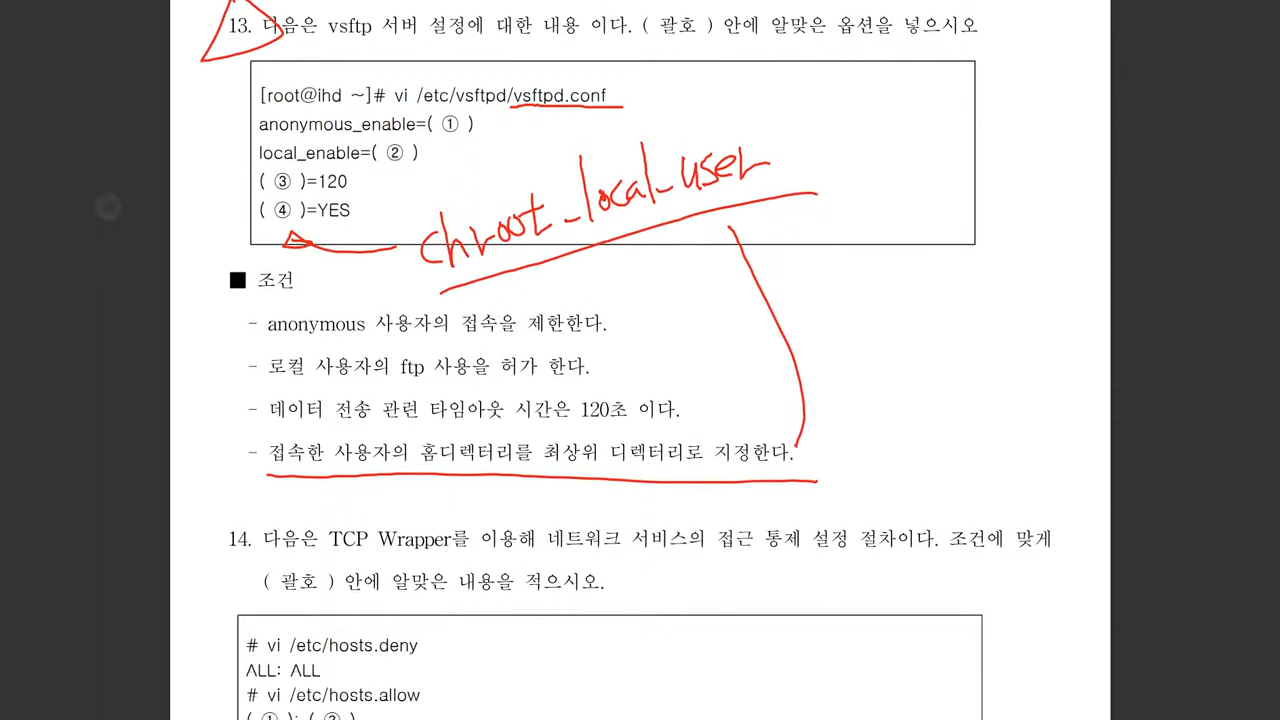 13. 다음은 vsftp 서버 설정에 대한 내용 이다. ( 괄호 ) 안에 알맞은 옵션을 넣으시오
[root@ihd ~]# vi /etc/vsftpd/vsftpd.conf
anonymous_enable=( ① )
local_enable=( ② )
( ③ )=120
( ④ )=YES
chroot_local_user
■ 조건
- anonymous 사용자의 접속을 제한한다.
- 로컬 사용자의 ftp 사용을 허가 한다.
- 데이터 전송 관련 타임아웃 시간은 120초 이다.
- 접속한 사용자의 홈디렉터리를 최상위 디렉터리로 지정한다.
14. 다음은 TCP Wrapper를 이용해 네트워크 서비스의 접근 통제 설정 절차이다. 조건에 맞게
( 괄호 ) 안에 알맞은 내용을 적으시오.
# vi /etc/hosts.deny
ALL: ALL
# vi /etc/hosts.allow
( ① ): ( ② )